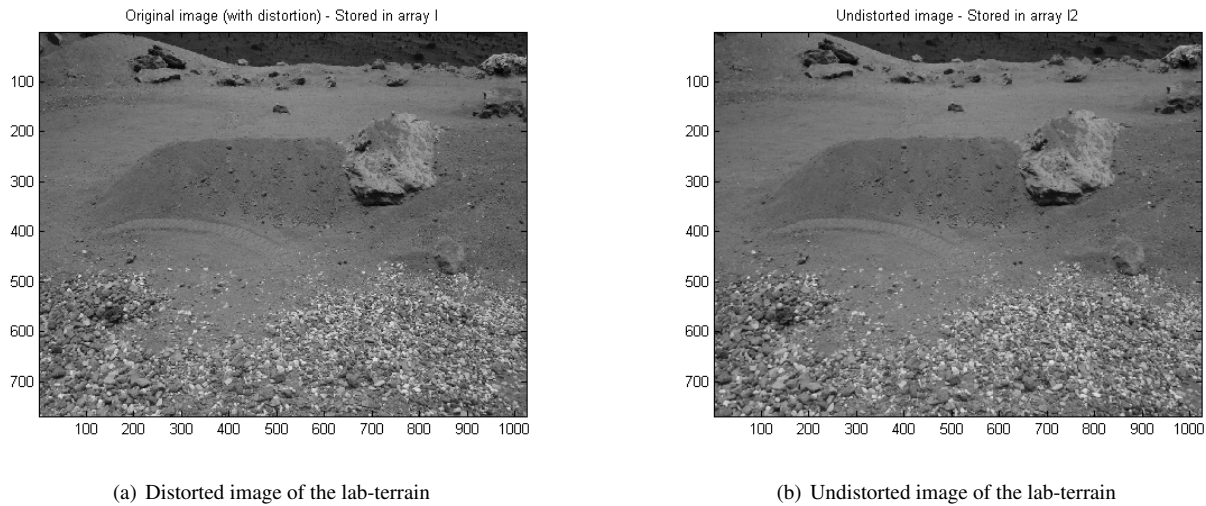 Original image (with distortion) - Stored in array I
100
200
300
400
500
600
700
100 200 300 400 500 600 700 800 900 1000
(a) Distorted image of the lab-terrain
Undistorted image - Stored in array I2
100
200
300
400
500
600
700
100 200 300 400 500 600 700 800 900 1000
(b) Undistorted image of the lab-terrain